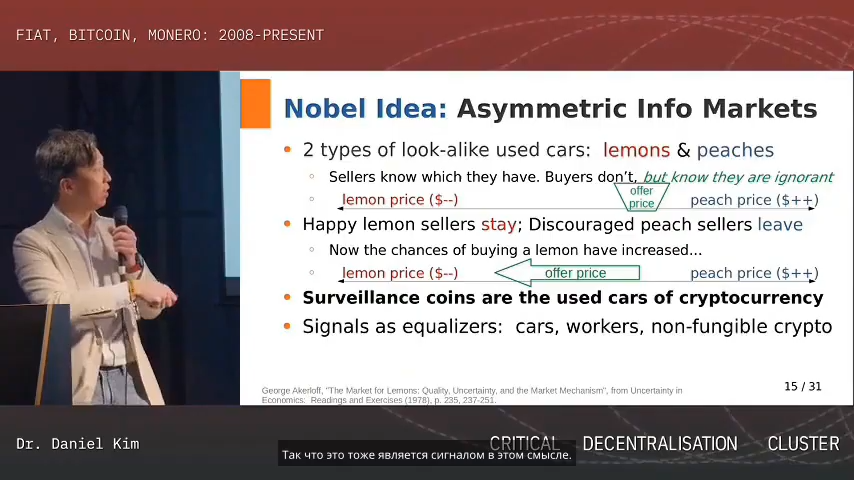 FIAT, BITCOIN, MONERO: 2008-PRESENT
Nobel Idea: Asymmetric Info Markets
• 2 types of look-alike used cars: lemons & peaches
◦ Sellers know which they have. Buyers don't, but know they are ignorant
offer
price
◦ lemon price ($--) peach price ($++)
• Happy lemon sellers stay; Discouraged peach sellers leave
◦ Now the chances of buying a lemon have increased...
◦ lemon price ($--) offer price peach price ($++)
• Surveillance coins are the used cars of cryptocurrency
• Signals as equalizers: cars, workers, non-fungible crypto
George Akerloff, "The Market for Lemons: Quality, Uncertainty, and the Market Mechanism", from Uncertainty in
Economics: Readings and Exercises (1978), p. 235, 237-251.
15 / 31
Dr. Daniel Kim
CRITICAL DECENTRALISATION CLUSTER
Так что это тоже является сигналом в этом смысле.